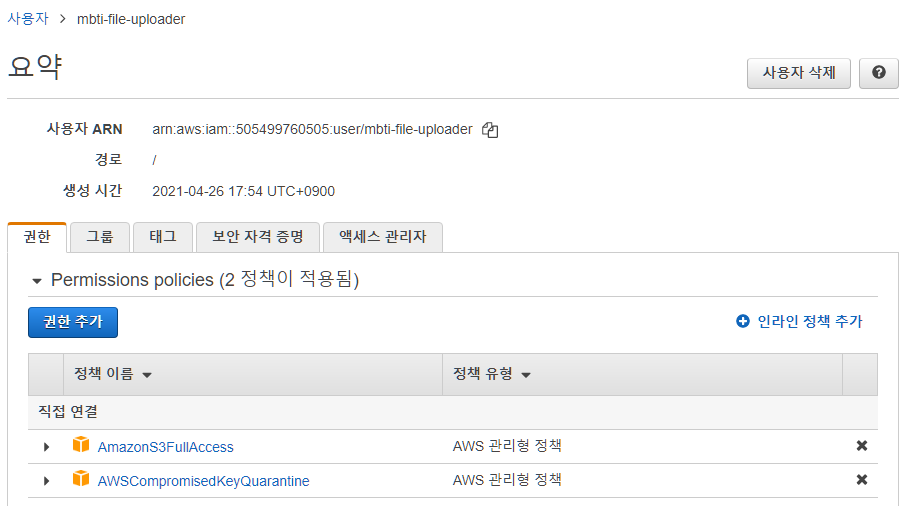 사용자 > mbti-file-uploader
요약
사용자 삭제
사용자 ARN arn:aws:iam::505499760505:user/mbti-file-uploader
경로 /
생성 시간 2021-04-26 17:54 UTC+0900
권한 그룹 태그 보안 자격 증명 액세스 관리자
Permissions policies (2 정책이 적용됨)
권한 추가 인라인 정책 추가
정책 이름 정책 유형
직접 연결
AmazonS3FullAccess AWS 관리형 정책
AWSCompromisedKeyQuarantine AWS 관리형 정책